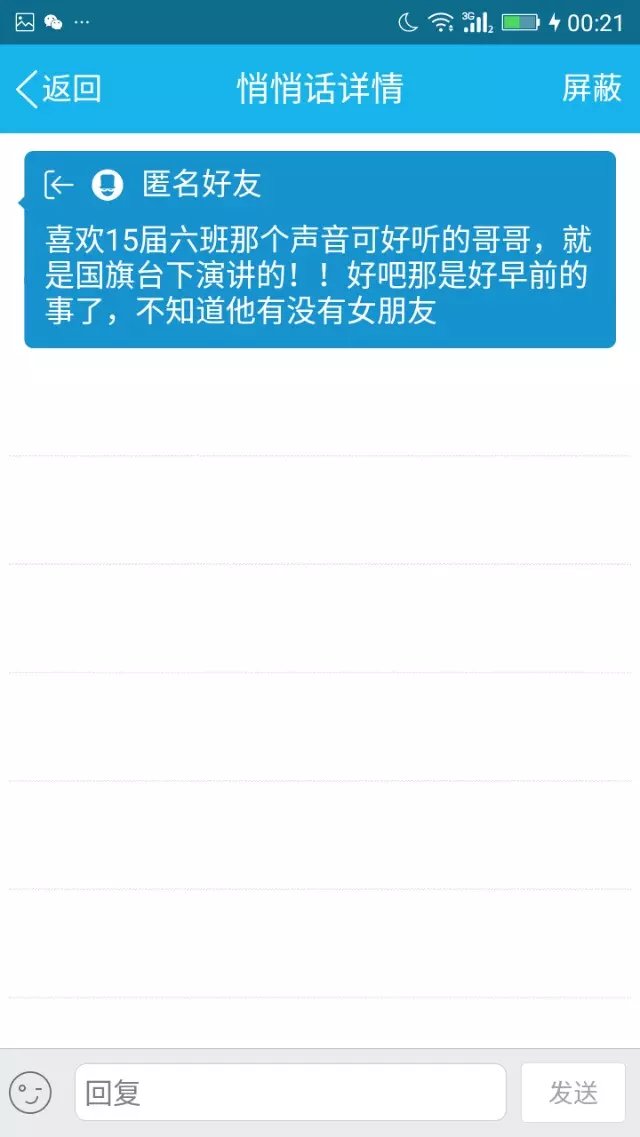 00:21
返回
悄悄话详情
屏蔽
匿名好友
喜欢15届六班那个声音可好听的哥哥，就
是国旗台下演讲的！！好吧那是好早前的
事了，不知道他有没有女朋友
回复
发送